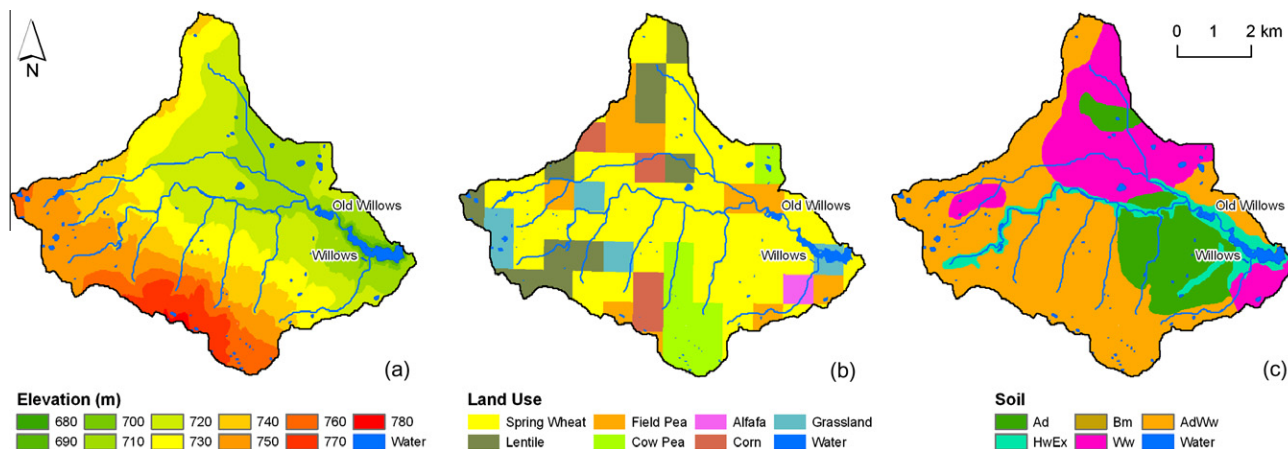 N
0 1 2 km
Old Willows
Willows
(a)
Old Willows
Willows
(b)
Old Willows
Willows
(c)
Elevation (m)
680 700 720 740 760 780
690 710 730 750 770 Water
Land Use
Spring Wheat Field Pea Alfafa Grassland
Lentile Cow Pea Corn Water
Soil
Ad Bm AdWw
HwEx Ww Water